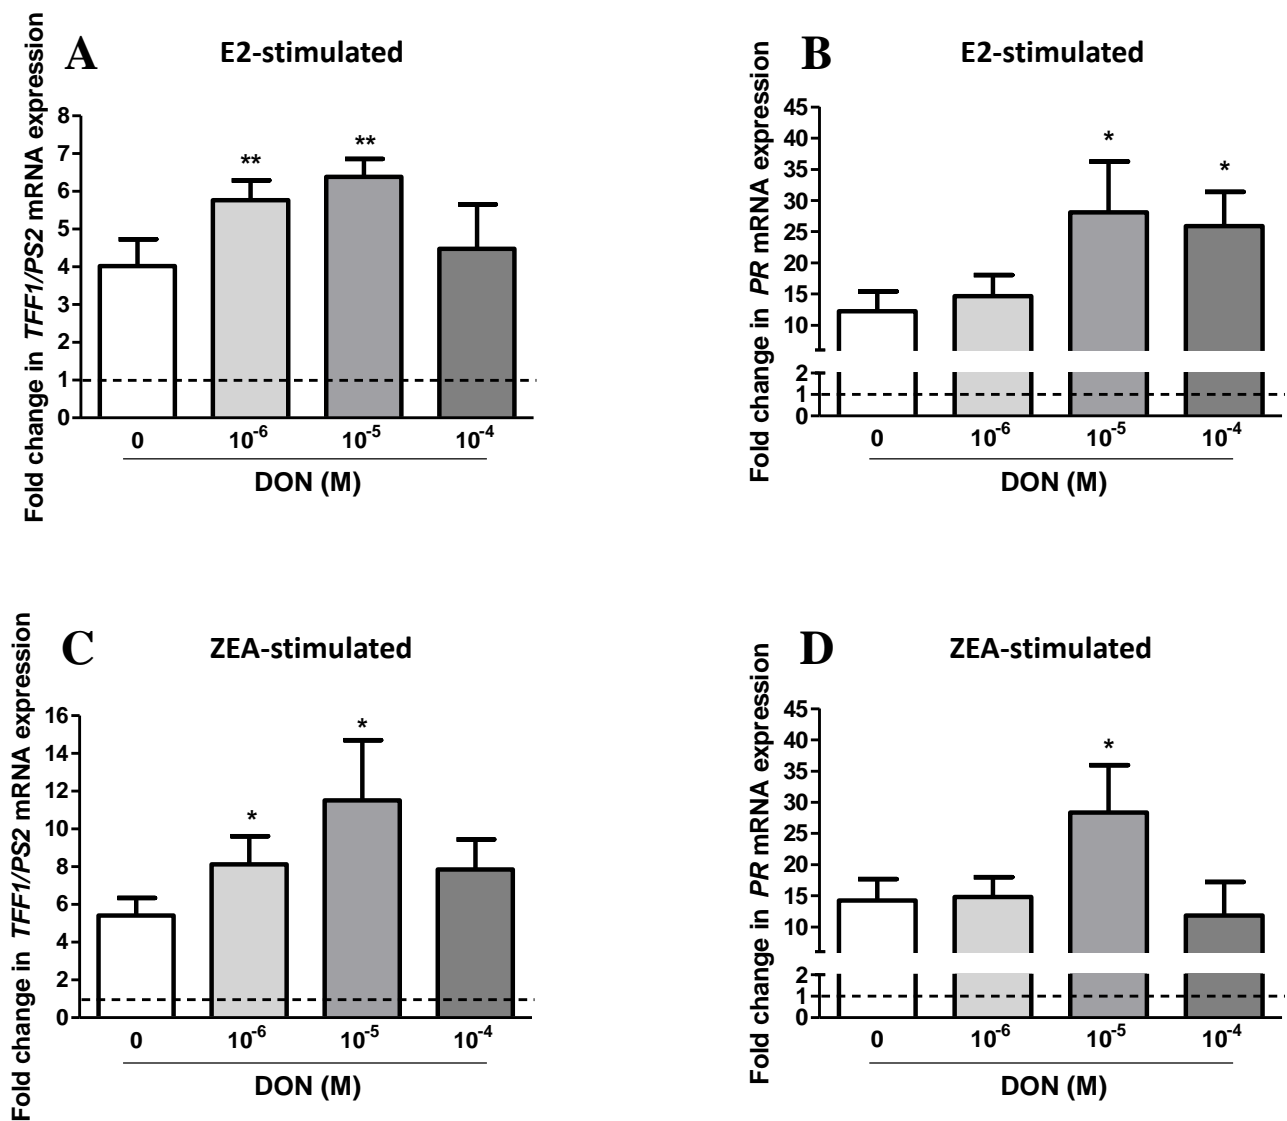 A
E2-stimulated
Fold change in TFF1/PS2 mRNA expression
8
7
6
5
4
3
2
1
0
** **
0 10⁻⁶ 10⁻⁵ 10⁻⁴
DON (M)
B
E2-stimulated
Fold change in PR mRNA expression
45
40
35
30
25
20
15
10
2
1
0
* *
0 10⁻⁶ 10⁻⁵ 10⁻⁴
DON (M)
C
ZEA-stimulated
Fold change in TFF1/PS2 mRNA expression
16
14
12
10
8
6
4
2
0
* *
0 10⁻⁶ 10⁻⁵ 10⁻⁴
DON (M)
D
ZEA-stimulated
Fold change in PR mRNA expression
45
40
35
30
25
20
15
10
2
1
0
*
0 10⁻⁶ 10⁻⁵ 10⁻⁴
DON (M)